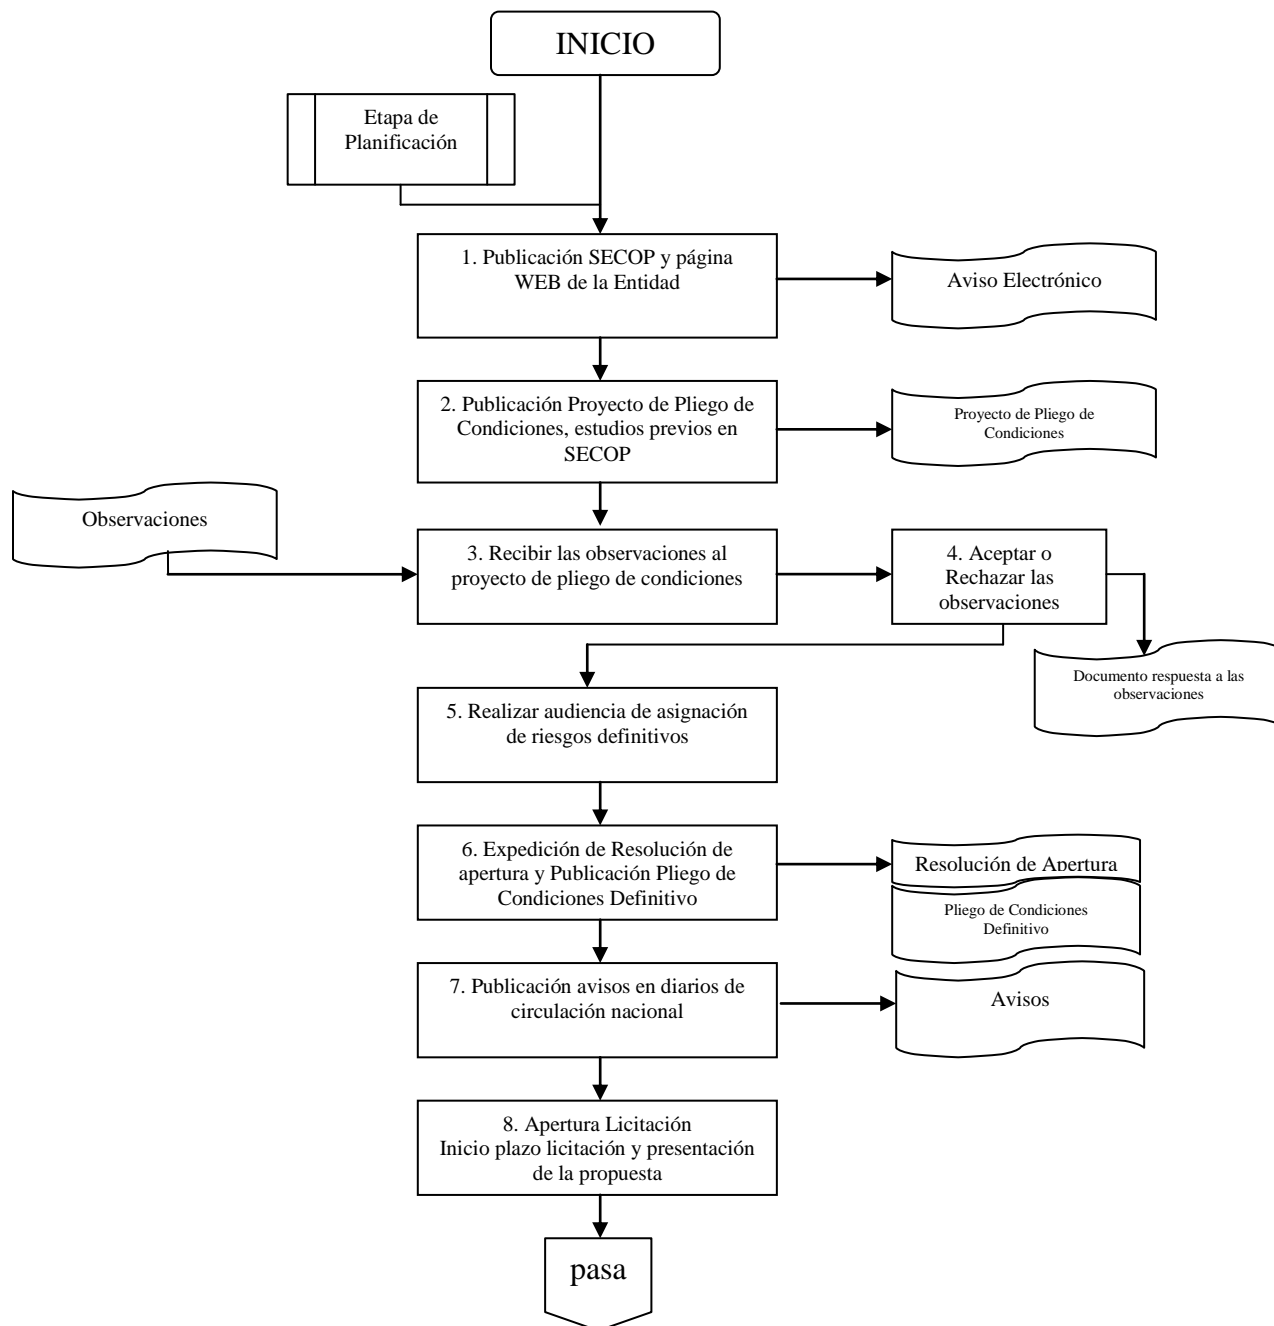 INICIO
Etapa de
Planificación
1. Publicación SECOP y página
WEB de la Entidad
Aviso Electrónico
2. Publicación Proyecto de Pliego de
Condiciones, estudios previos en
SECOP
Proyecto de Pliego de
Condiciones
Observaciones
3. Recibir las observaciones al
proyecto de pliego de condiciones
4. Aceptar o
Rechazar las
observaciones
Documento respuesta a las
observaciones
5. Realizar audiencia de asignación
de riesgos definitivos
6. Expedición de Resolución de
apertura y Publicación Pliego de
Condiciones Definitivo
Resolución de Apertura
Pliego de Condiciones
Definitivo
7. Publicación avisos en diarios de
circulación nacional
Avisos
8. Apertura Licitación
Inicio plazo licitación y presentación
de la propuesta
pasa